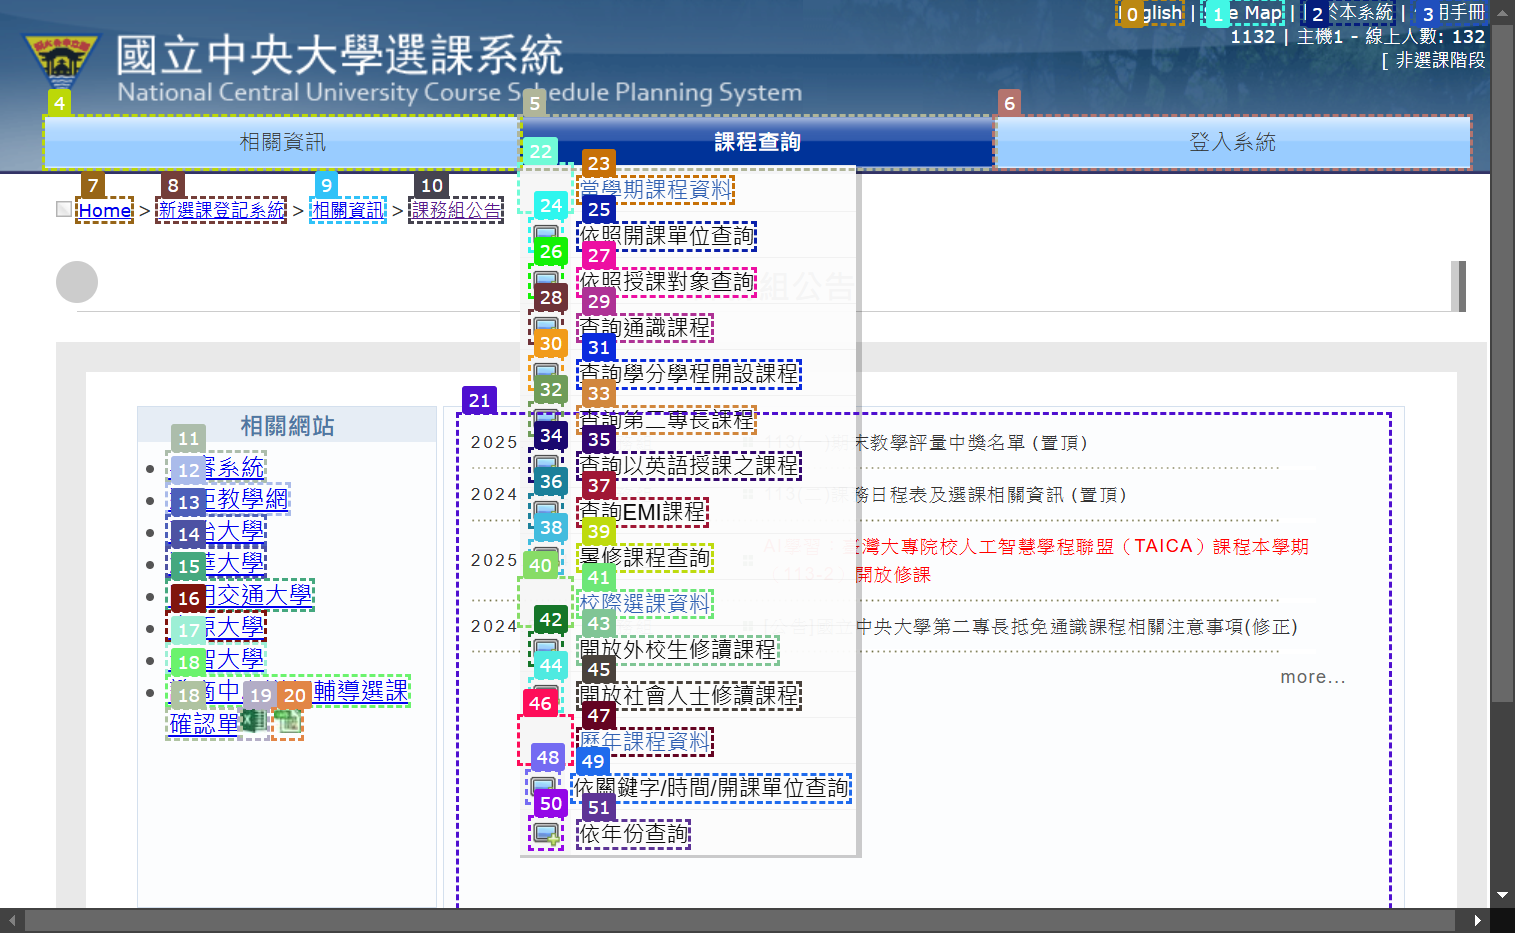 English | Site Map | 關於本系統 | 使用手冊
0 1 2 3
1132 | 主機1 - 線上人數: 132
[ 非選課階段
國立中央大學選課系統
National Central University Course Schedule Planning System
4 5 6
相關資訊 課程查詢 登入系統
7 8 9 10
Home > 新選課登記系統 > 相關資訊 > 課務組公告
組公告
22 23
當學期課程資料
24 25
依照開課單位查詢
26 27
依照授課對象查詢
28 29
查詢通識課程
30 31
查詢學分學程開設課程
32 33
查詢第二專長課程
34 35
查詢以英語授課之課程
36 37
查詢EMI課程
38 39
暑修課程查詢
40 41
校際選課資料
42 43
開放外校生修讀課程
44 45
開放社會人士修讀課程
46 47
歷年課程資料
48 49
依關鍵字/時間/開課單位查詢
50 51
依年份查詢
相關網站
11
系統
12
教學網
13
大學
14
大學
15
交通大學
16
大學
17
大學
18
輔導選課
18 19 20
確認單
21
2025 113(一)期末教學評量中獎名單 (置頂)
2024 113(二)課務日程表及選課相關資訊 (置頂)
2025 臺灣大專院校人工智慧學程聯盟（TAICA）課程本學期
開放修課
2024 中央大學第二專長抵免通識課程相關注意事項(修正)
more...